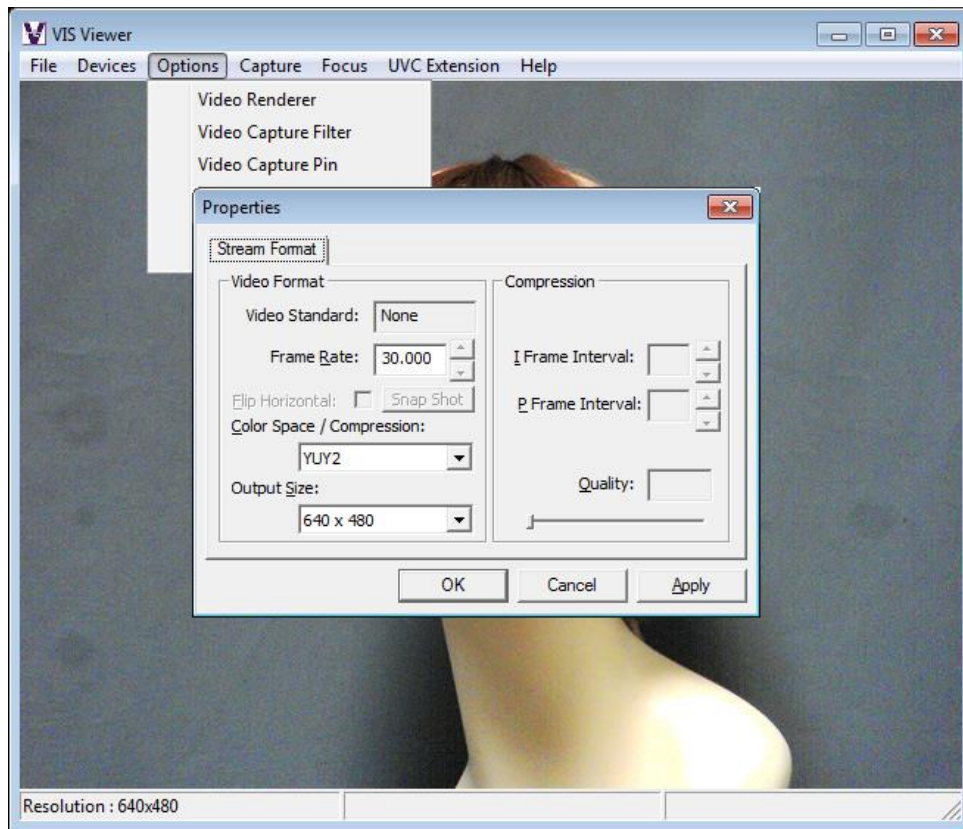 VIS Viewer
File Devices Options Capture Focus UVC Extension Help
Video Renderer
Video Capture Filter
Video Capture Pin
Properties
Stream Format
Video Format
Video Standard: None
Frame Rate: 30.000
Flip Horizontal: Snap Shot
Color Space / Compression:
YUY2
Output Size:
640 x 480
Compression
I Frame Interval:
P Frame Interval:
Quality:
OK Cancel Apply
Resolution : 640x480